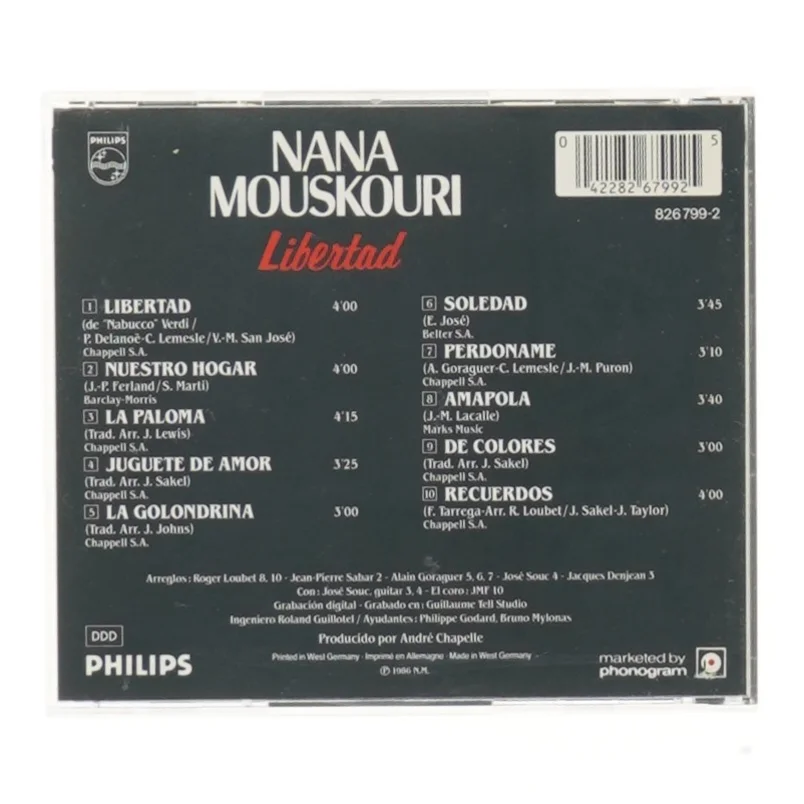 PHILIPS
NANA
MOUSKOURI
Libertad
0 42282 67992 5
826 799-2
1 LIBERTAD 4'00
(de "Nabucco" Verdi /
P. Delanoë-C. Lemesle/V.-M. San José)
Chappell S.A.
2 NUESTRO HOGAR 4'00
(J.-P. Ferland/S. Marti)
Barclay-Morris
3 LA PALOMA 4'15
(Trad. Arr. J. Lewis)
Chappell S.A.
4 JUGUETE DE AMOR 3'25
(Trad. Arr. J. Sakel)
Chappell S.A.
5 LA GOLONDRINA 3'00
(Trad. Arr. J. Johns)
Chappell S.A.
6 SOLEDAD 3'45
(E. José)
Belter S.A.
7 PERDONAME 3'10
(A. Goraguer-C. Lemesle/J.-M. Puron)
Chappell S.A.
8 AMAPOLA 3'40
(J.-M. Lacalle)
Marks Music
9 DE COLORES 3'00
(Trad. Arr. J. Sakel)
Chappell S.A.
10 RECUERDOS 4'00
(F. Tarrega-Arr. R. Loubet/J. Sakel-J. Taylor)
Chappell S.A.
Arreglos : Roger Loubet 8, 10 - Jean-Pierre Sabar 2 - Alain Goraguer 5, 6, 7 - José Souc 4 - Jacques Denjean 3
Con : José Souc, guitar 3, 4 - El coro : JMF 10
Grabación digital - Grabado en : Guillaume Tell Studio
Ingeniero Roland Guillotel / Ayudantes : Philippe Godard, Bruno Mylonas
Producido por André Chapelle
DDD
PHILIPS
Printed in West Germany - Imprimé en Allemagne - Made in West Germany
℗ 1986 N.M.
marketed by
phonogram